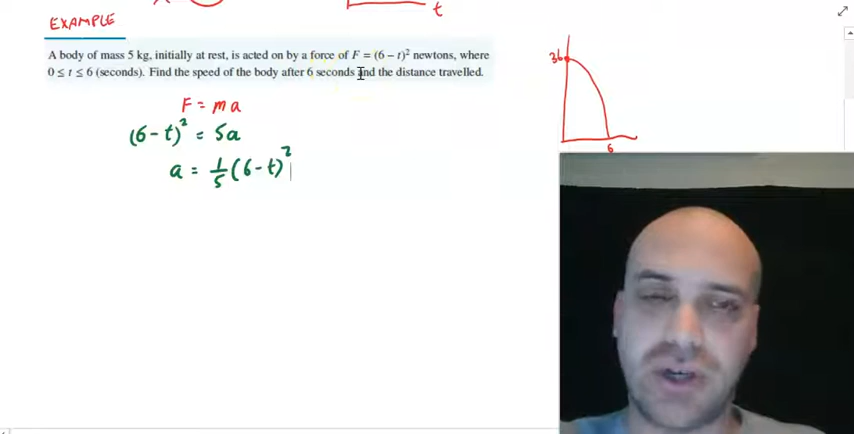 t
EXAMPLE
A body of mass 5 kg, initially at rest, is acted on by a force of F = (6 − t)² newtons, where
0 ≤ t ≤ 6 (seconds). Find the speed of the body after 6 seconds and the distance travelled.
36
6
F = ma
(6-t)² = 5a
a = 1/5 (6-t)²